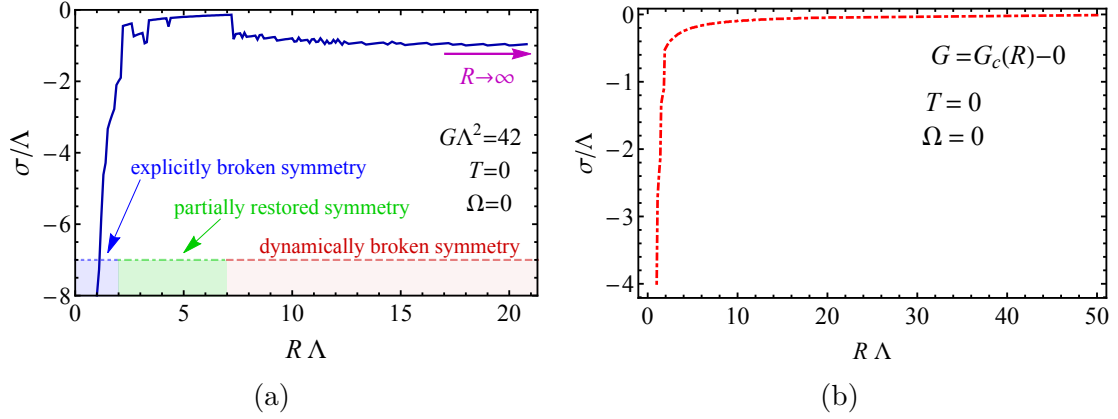 0
-2
-4
-6
-8
σ/Λ
R→∞
GΛ²=42
T=0
Ω=0
explicitly broken symmetry
partially restored symmetry
dynamically broken symmetry
0 5 10 15 20
R Λ
(a)
0
-1
-2
-3
-4
σ/Λ
G =G_c(R)−0
T = 0
Ω = 0
0 10 20 30 40 50
R Λ
(b)